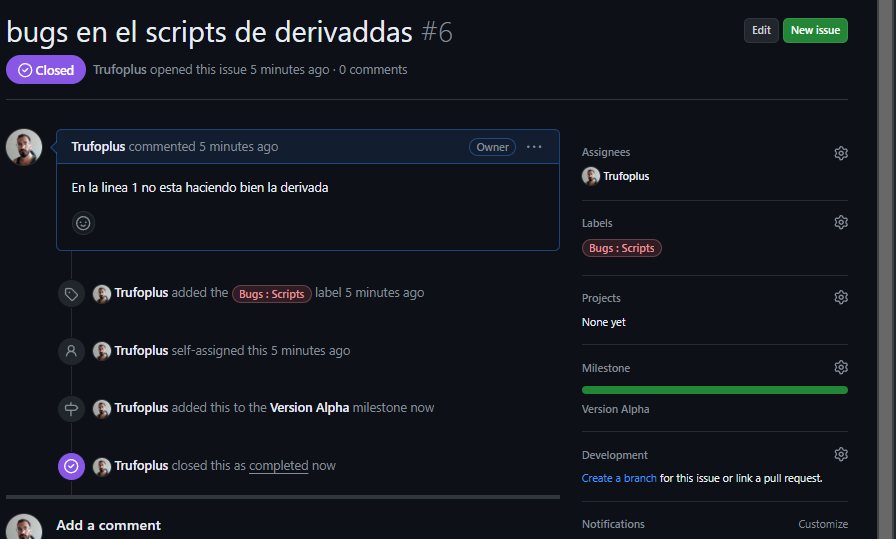 bugs en el scripts de derivaddas #6
Edit
New issue
Closed
Trufoplus opened this issue 5 minutes ago · 0 comments
Trufoplus commented 5 minutes ago
Owner
...
En la linea 1 no esta haciendo bien la derivada
Trufoplus added the Bugs : Scripts label 5 minutes ago
Trufoplus self-assigned this 5 minutes ago
Trufoplus added this to the Version Alpha milestone now
Trufoplus closed this as completed now
Add a comment
Assignees
Trufoplus
Labels
Bugs : Scripts
Projects
None yet
Milestone
Version Alpha
Development
Create a branch for this issue or link a pull request.
Notifications
Customize